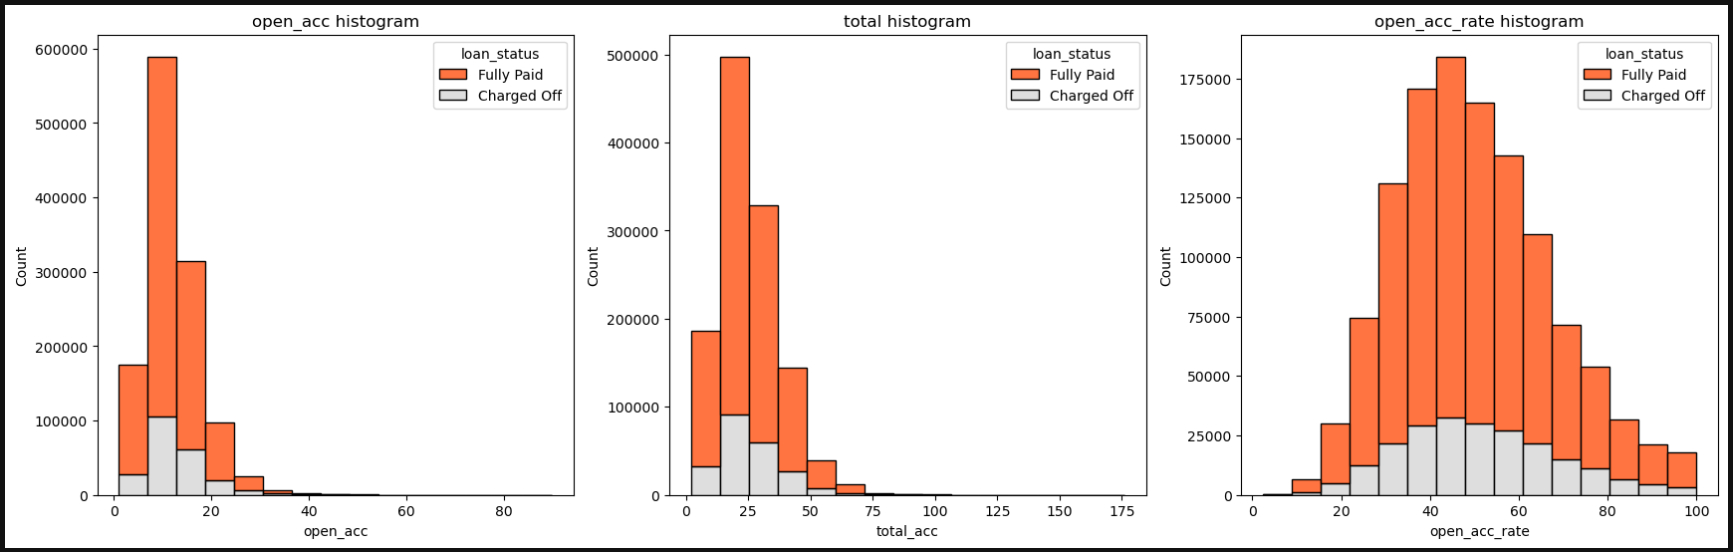 open_acc histogram
loan_status
Fully Paid
Charged Off
600000
500000
400000
300000
200000
100000
0
Count
0 20 40 60 80
open_acc
total histogram
loan_status
Fully Paid
Charged Off
500000
400000
300000
200000
100000
0
Count
0 25 50 75 100 125 150 175
total_acc
open_acc_rate histogram
loan_status
Fully Paid
Charged Off
175000
150000
125000
100000
75000
50000
25000
0
Count
0 20 40 60 80 100
open_acc_rate